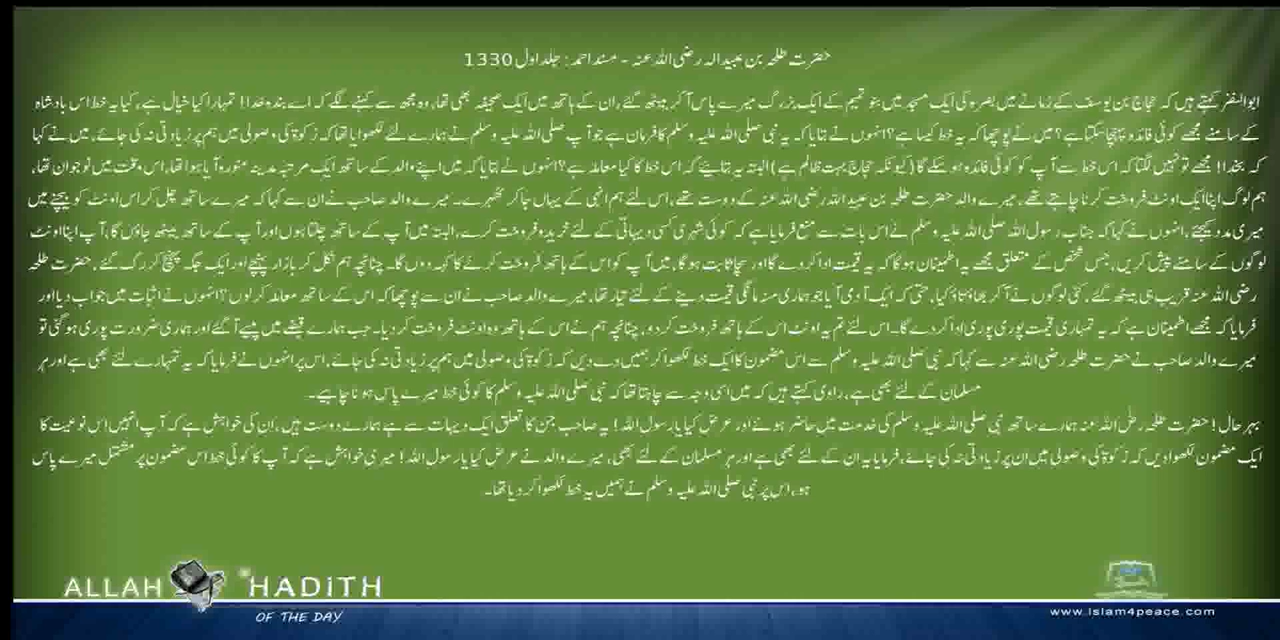 حضرت طلحہ بن عبیدالہ رضی اللہ عنہ - مسند احمد: جلد اول 1330
ابوالنضر کہتے ہیں کہ حجاج بن یوسف کے زمانے میں بصرہ کی ایک مسجد میں بنو تمیم کے ایک بزرگ میرے پاس آ کر بیٹھ گئے، ان کے ہاتھ میں ایک صحیفہ بھی تھا، وہ مجھ سے کہنے لگے کہ اے بندہ خدا! تمہارا کیا خیال ہے، کیا یہ خط اس بادشاہ
کے سامنے مجھے کوئی فائدہ پہنچا سکتا ہے؟ میں نے پوچھا کہ یہ خط کیسا ہے؟ انہوں نے بتایا کہ یہ نبی صلی اللہ علیہ وسلم کا فرمان ہے جو آپ صلی اللہ علیہ وسلم نے ہمارے لئے لکھوایا تھا کہ زکوۃ کی وصولی میں ہم پر زیادتی نہ کی جائے، میں نے کہا
کہ بخدا! مجھے تو نہیں لگتا کہ اس خط سے آپ کو کوئی فائدہ ہو سکے گا (کیونکہ حجاج بہت ظالم ہے) البتہ یہ بتایئے کہ اس خط کا کیا معاملہ ہے؟ انہوں نے بتایا کہ میں اپنے والد کے ساتھ ایک مرتبہ مدینہ منورہ آیا ہوا تھا، اس وقت میں نوجوان تھا،
ہم لوگ اپنا ایک اونٹ فروخت کرنا چاہتے تھے، میرے والد حضرت طلحہ بن عبید اللہ رضی اللہ عنہ کے دوست تھے، اس لئے ہم انہی کے یہاں جا کر ٹھہرے۔ میرے والد صاحب نے ان سے کہا کہ میرے ساتھ چل کر اس اونٹ کو بیچنے میں
میری مدد کیجئے، انہوں نے کہا کہ جناب رسول اللہ صلی اللہ علیہ وسلم نے اس بات سے منع فرمایا ہے کہ کوئی شہری کسی دیہاتی کے لئے خرید و فروخت کرے، البتہ میں آپ کے ساتھ چلتا ہوں اور آپ کے ساتھ بیٹھ جاؤں گا، آپ اپنا اونٹ
لوگوں کے سامنے پیش کریں، جس شخص کے متعلق مجھے یہ اطمینان ہوگا کہ یہ قیمت ادا کر دے گا اور سچا ثابت ہوگا، میں آپ کو اس کے ہاتھ فروخت کرنے کا کہہ دوں گا۔ چنانچہ ہم نکل کر بازار پہنچے اور ایک جگہ پہنچ کر رک گئے، حضرت طلحہ
رضی اللہ عنہ قریب ہی بیٹھ گئے، کئی لوگوں نے آ کر بھاؤ تاؤ کیا، حتی کہ ایک آدمی آیا جو ہماری منہ مانگی قیمت دینے کے لئے تیار تھا، میرے والد صاحب نے ان سے پوچھا کہ اس کے ساتھ معاملہ کر لوں؟ انہوں نے اثبات میں جواب دیا اور
فرمایا کہ مجھے اطمینان ہے کہ یہ تمہاری قیمت پوری پوری ادا کر دے گا۔ اس لئے تم یہ اونٹ اس کے ہاتھ فروخت کر دو، چنانچہ ہم نے اس کے ہاتھ وہ اونٹ فروخت کر دیا۔ جب ہمارے قبضے میں پیسے آ گئے اور ہماری ضرورت پوری ہو گئی تو
میرے والد صاحب نے حضرت طلحہ رضی اللہ عنہ سے کہا کہ نبی صلی اللہ علیہ وسلم سے اس مضمون کا ایک خط لکھوا کر ہمیں دے دیں کہ زکوۃ کی وصولی میں ہم پر زیادتی نہ کی جائے، اس پر انہوں نے فرمایا کہ یہ تمہارے لئے بھی ہے اور ہر
مسلمان کے لئے بھی ہے، راوی کہتے ہیں کہ میں اسی وجہ سے چاہتا تھا کہ نبی صلی اللہ علیہ وسلم کا کوئی خط میرے پاس ہونا چاہیے۔
بہرحال! حضرت طلحہ رضی اللہ عنہ ہمارے ساتھ نبی صلی اللہ علیہ وسلم کی خدمت میں حاضر ہوئے اور عرض کیا یا رسول اللہ! یہ صاحب جن کا تعلق ایک دیہات سے ہے ہمارے دوست ہیں، ان کی خواہش ہے کہ آپ انہیں اس نوعیت کا
ایک مضمون لکھوا دیں کہ زکوۃ کی وصولی میں ان پر زیادتی نہ کی جائے، فرمایا یہ ان کے لئے بھی ہے اور ہر مسلمان کے لئے بھی، میرے والد نے عرض کیا یا رسول اللہ! میری خواہش ہے کہ آپ کا کوئی خط اس مضمون پر مشتمل میرے پاس
ہو، اس پر نبی صلی اللہ علیہ وسلم نے ہمیں یہ خط لکھوا کر دیا تھا۔
ALLAH HADITH
OF THE DAY
www.islam4peace.com